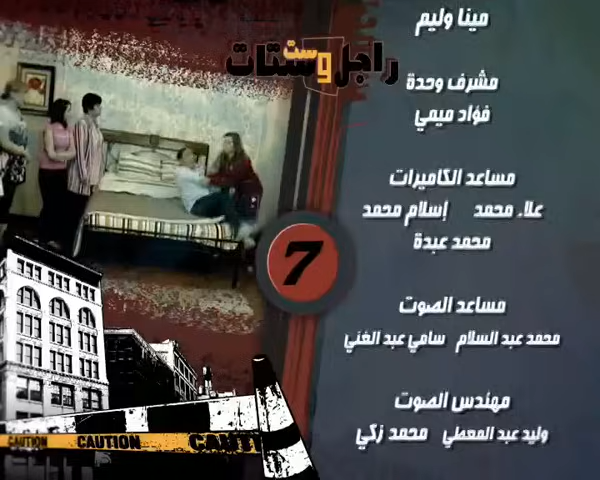 مينا وليم
راجل وست ستات
مشرف وحدة
فؤاد ميمي
مساعد الكاميرات
علاء محمد إسلام محمد
محمد عبدة
7
مساعد الصوت
محمد عبد السلام سامي عبد الغني
مهندس الصوت
وليد عبد المعطي محمد زكي
CAUTION CAUTION CAUTI